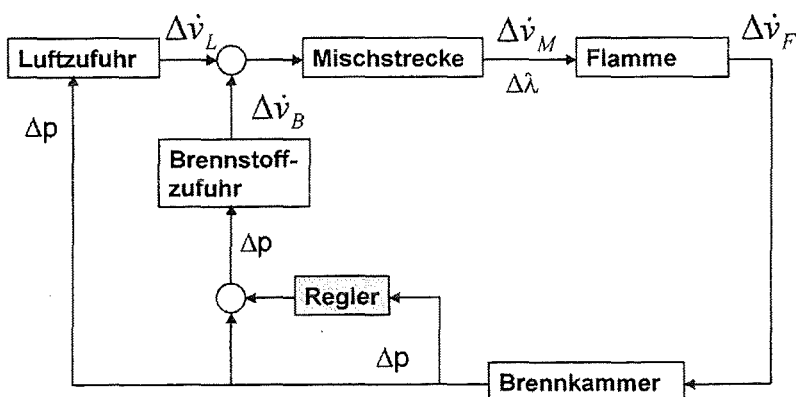 Luftzufuhr
Δv̇_L
Mischstrecke
Δv̇_M
Δλ
Flamme
Δv̇_F
Δp
Δv̇_B
Brennstoff-
zufuhr
Δp
Regler
Δp
Brennkammer